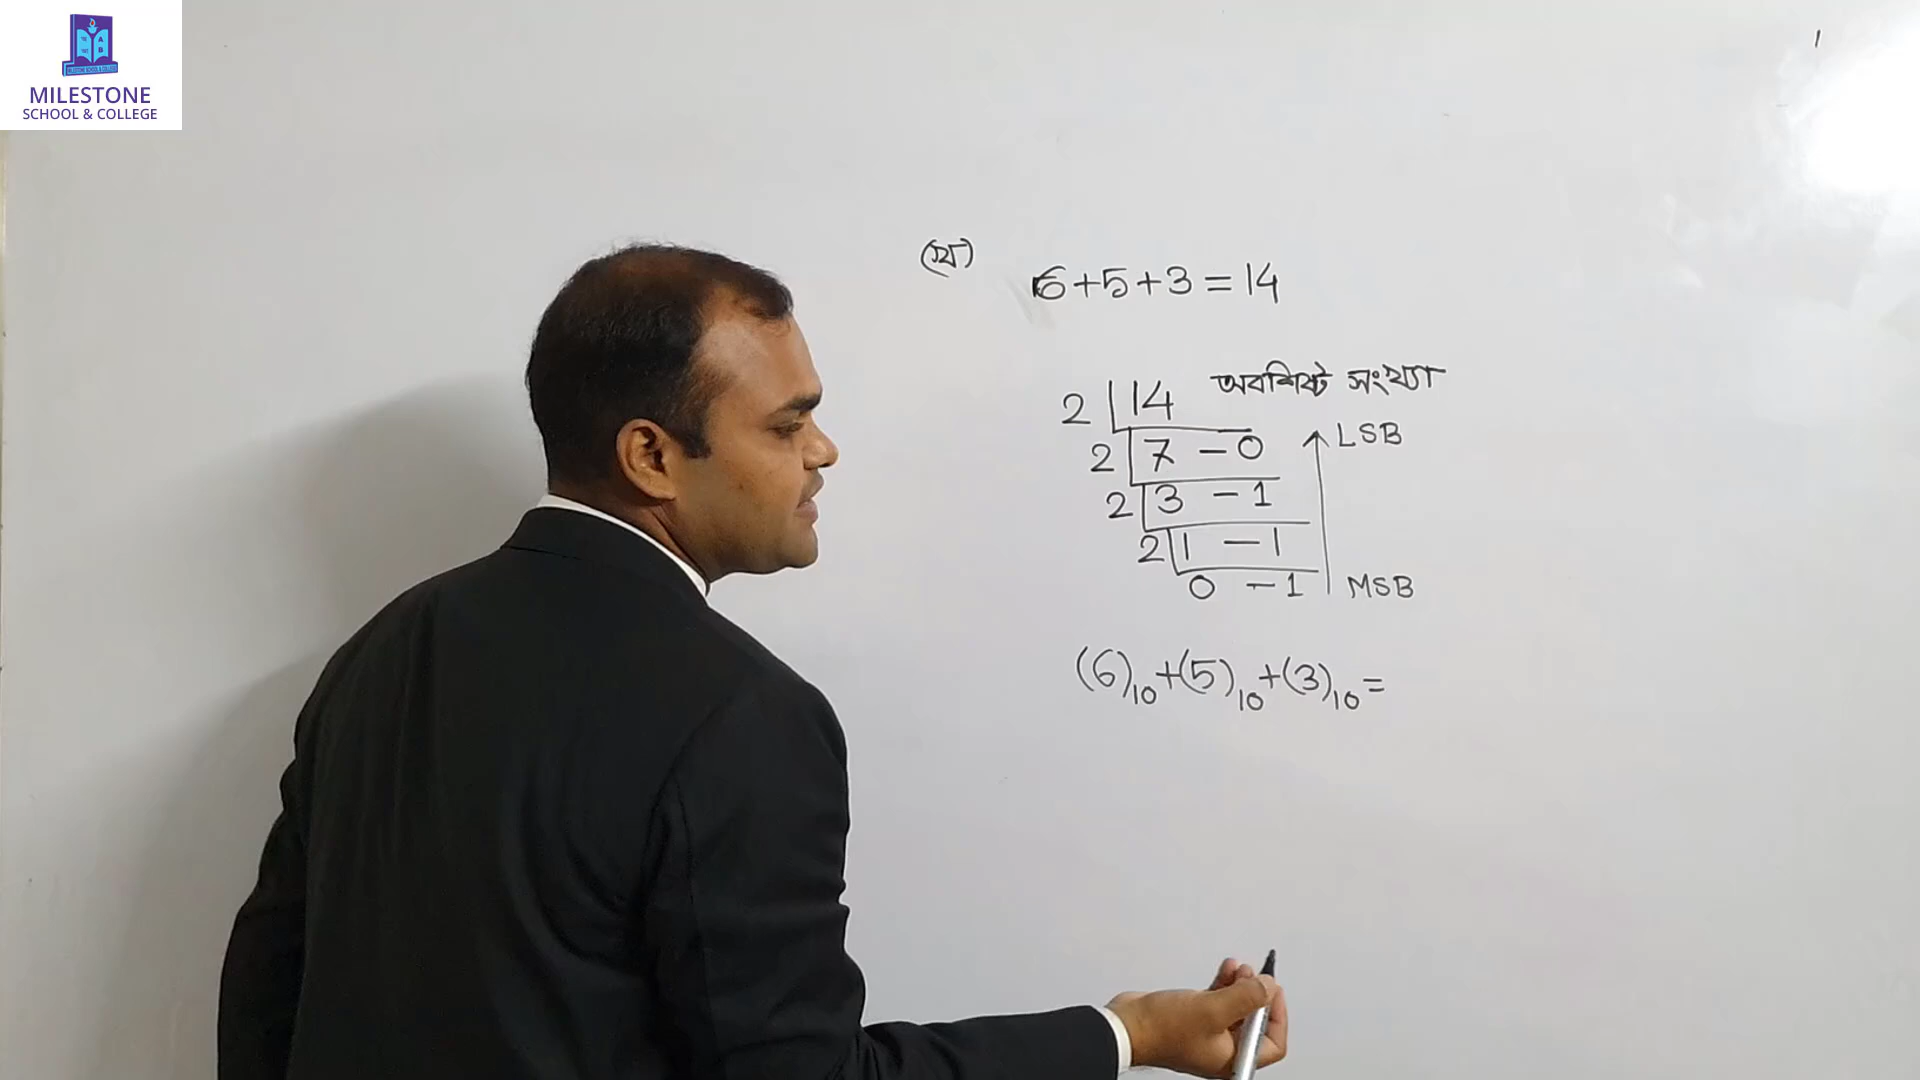 MILESTONE
SCHOOL & COLLEGE
(খ)
6+5+3=14
2 14 অবশিষ্ট সংখ্যা
2 7 - 0 LSB
2 3 - 1
2 1 - 1
0 - 1 MSB
(6)₁₀+(5)₁₀+(3)₁₀=